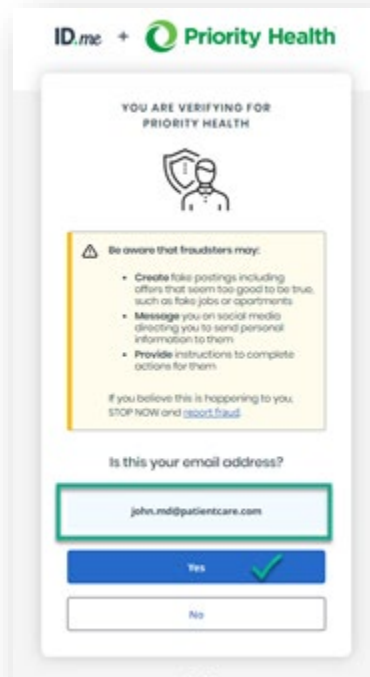 ID.me + Priority Health
YOU ARE VERIFYING FOR
PRIORITY HEALTH
Be aware that fraudsters may:
• Create fake postings including
offers that seem too good to be true,
such as fake jobs or apartments
• Message you on social media
directing you to send personal
information to them
• Provide instructions to complete
actions for them
If you believe this is happening to you,
STOP NOW and report fraud.
Is this your email address?
john.md@patientcare.com
Yes
No